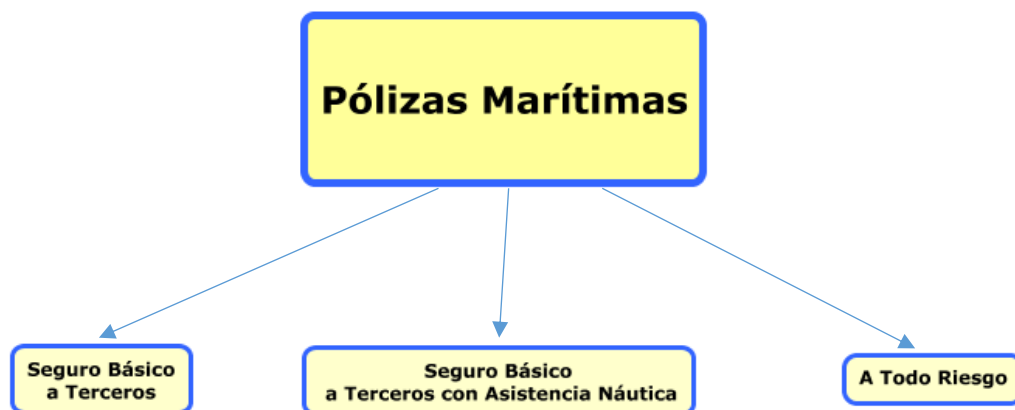 Pólizas Marítimas
Seguro Básico
a Terceros
Seguro Básico
a Terceros con Asistencia Náutica
A Todo Riesgo